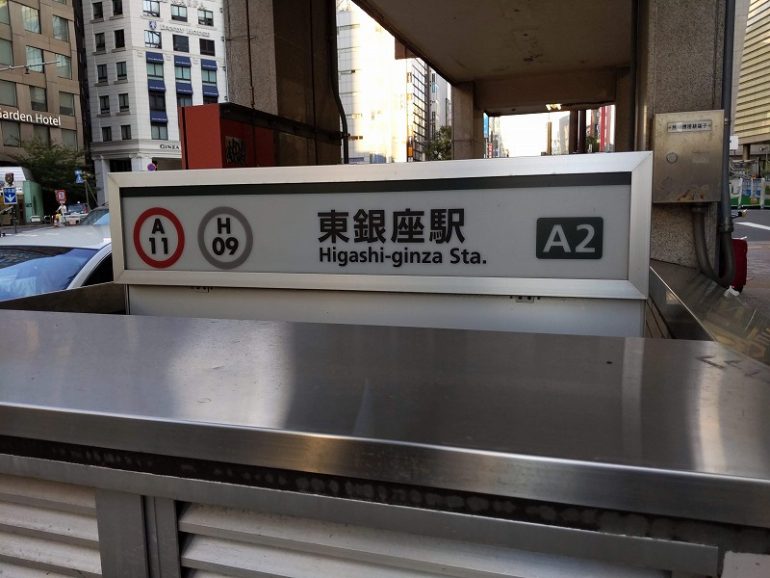 Garden Hotel
GINZA
A
11
H
09
東銀座駅
Higashi-ginza Sta.
A2